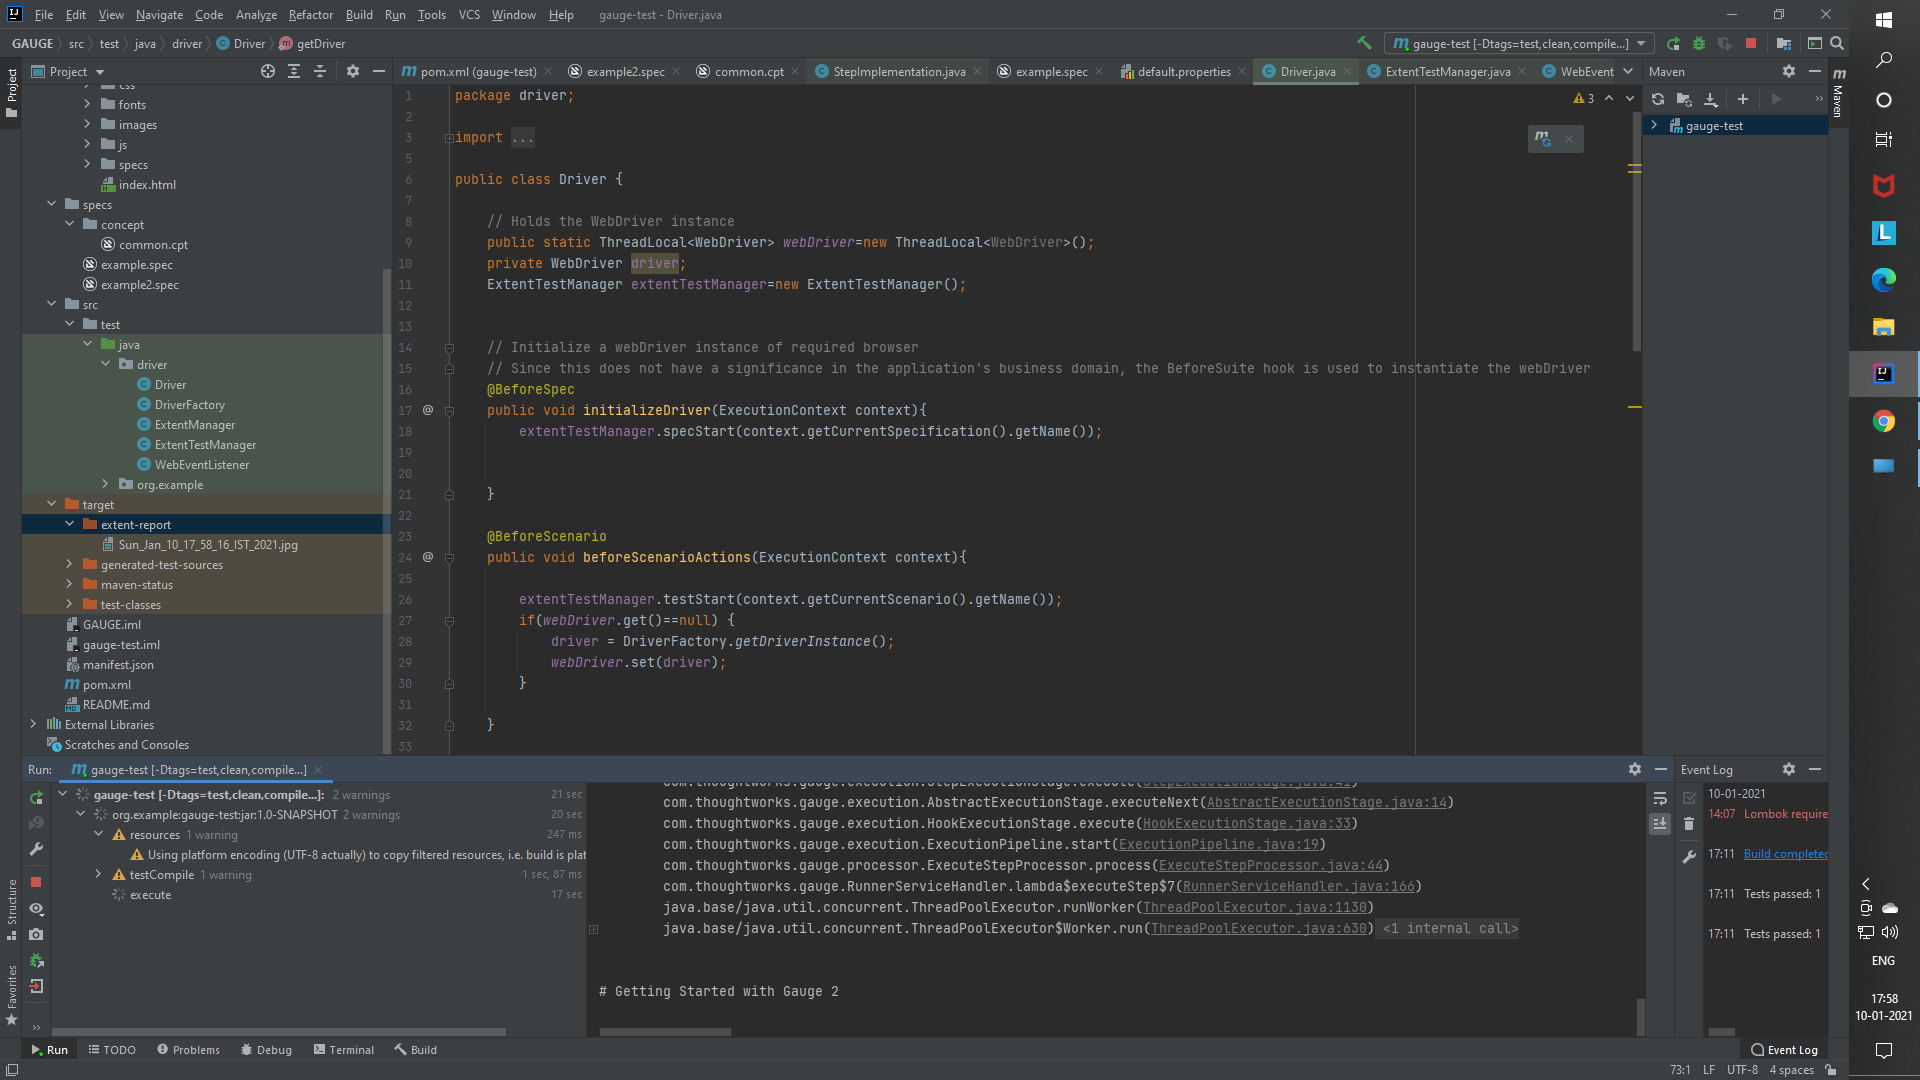 File Edit View Navigate Code Analyze Refactor Build Run Tools VCS Window Help gauge-test - Driver.java
GAUGE src test java driver Driver getDriver
gauge-test [-Dtags=test,clean,compile...]
Project
pom.xml (gauge-test) example2.spec common.cpt StepImplementation.java example.spec default.properties Driver.java ExtentTestManager.java WebEvent
Maven
Project
css
fonts
images
js
specs
index.html
specs
concept
common.cpt
example.spec
example2.spec
src
test
java
driver
Driver
DriverFactory
ExtentManager
ExtentTestManager
WebEventListener
org.example
target
extent-report
Sun_Jan_10_17_58_16_IST_2021.jpg
generated-test-sources
maven-status
test-classes
GAUGE.iml
gauge-test.iml
manifest.json
pom.xml
README.md
External Libraries
Scratches and Consoles
1 package driver;
2
3 import ...
5
6 public class Driver {
7
8 // Holds the WebDriver instance
9 public static ThreadLocal<WebDriver> webDriver=new ThreadLocal<WebDriver>();
10 private WebDriver driver;
11 ExtentTestManager extentTestManager=new ExtentTestManager();
12
13
14 // Initialize a webDriver instance of required browser
15 // Since this does not have a significance in the application's business domain, the BeforeSuite hook is used to instantiate the webDriver
16 @BeforeSpec
17 @ public void initializeDriver(ExecutionContext context){
18 extentTestManager.specStart(context.getCurrentSpecification().getName());
19
20
21 }
22
23 @BeforeScenario
24 @ public void beforeScenarioActions(ExecutionContext context){
25
26 extentTestManager.testStart(context.getCurrentScenario().getName());
27 if(webDriver.get()==null) {
28 driver = DriverFactory.getDriverInstance();
29 webDriver.set(driver);
30 }
31
32 }
33
3
gauge-test
Maven
Run: gauge-test [-Dtags=test,clean,compile...]
gauge-test [-Dtags=test,clean,compile...]: 2 warnings 21 sec
org.example:gauge-test:jar:1.0-SNAPSHOT 2 warnings 20 sec
resources 1 warning 247 ms
Using platform encoding (UTF-8 actually) to copy filtered resources, i.e. build is plat
testCompile 1 warning 1 sec, 87 ms
execute 17 sec
com.thoughtworks.gauge.execution.StepExecutionStage.execute(StepExecutionStage.java:41)
com.thoughtworks.gauge.execution.AbstractExecutionStage.executeNext(AbstractExecutionStage.java:14)
com.thoughtworks.gauge.execution.HookExecutionStage.execute(HookExecutionStage.java:33)
com.thoughtworks.gauge.execution.ExecutionPipeline.start(ExecutionPipeline.java:19)
com.thoughtworks.gauge.processor.ExecuteStepProcessor.process(ExecuteStepProcessor.java:44)
com.thoughtworks.gauge.RunnerServiceHandler.lambda$executeStep$7(RunnerServiceHandler.java:166)
java.base/java.util.concurrent.ThreadPoolExecutor.runWorker(ThreadPoolExecutor.java:1130)
java.base/java.util.concurrent.ThreadPoolExecutor$Worker.run(ThreadPoolExecutor.java:630) <1 internal call>
# Getting Started with Gauge 2
Event Log
10-01-2021
14:07 Lombok require
17:11 Build completed
17:11 Tests passed: 1
17:11 Tests passed: 1
Structure
Favorites
Run TODO Problems Debug Terminal Build Event Log
73:1 LF UTF-8 4 spaces
ENG
17:58
10-01-2021